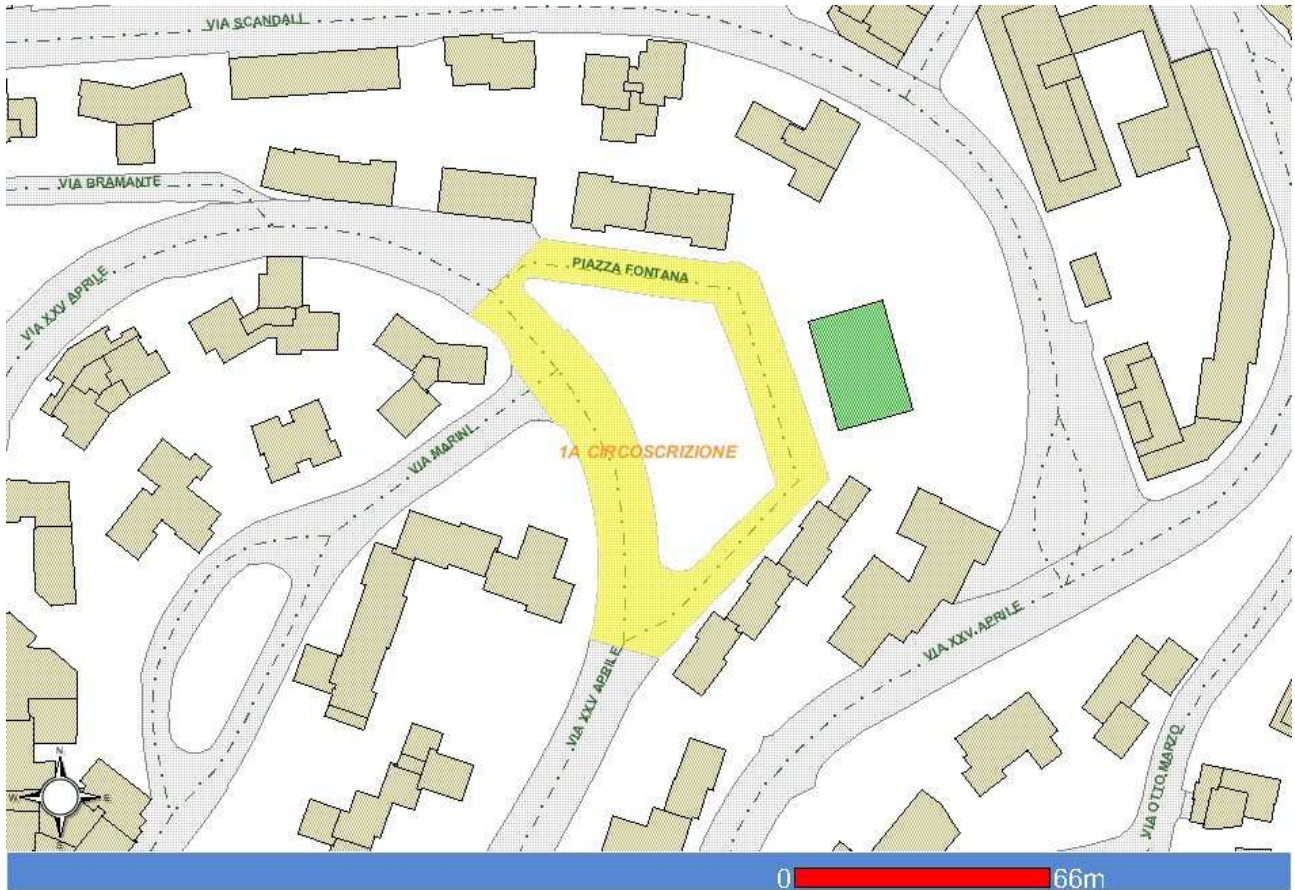 VIA SCANDALI
VIA BRAMANTE
PIAZZA FONTANA
VIA XXV APRILE
VIA MARINI
1A CIRCOSCRIZIONE
VIA XXV APRILE
VIA XXV APRILE
VIA OTTO MARZO
N
W E
S
0 66m